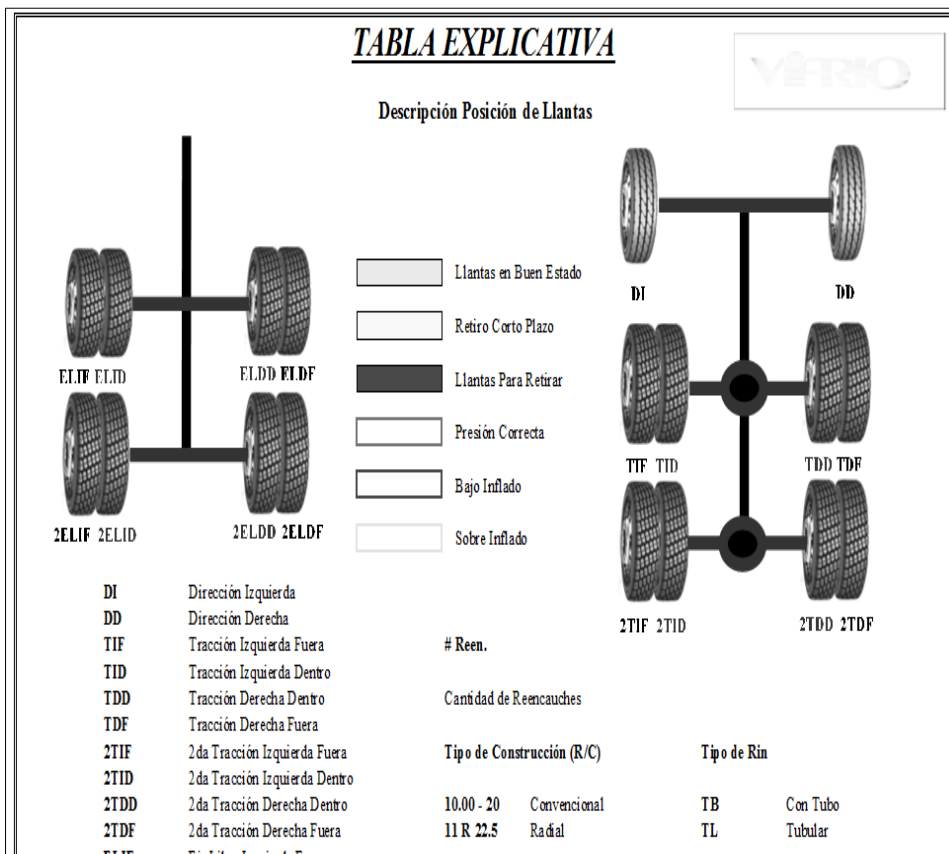 TABLA EXPLICATIVA
VIFRIO
Descripción Posición de Llantas
Llantas en Buen Estado
Retiro Corto Plazo
Llantas Para Retirar
Presión Correcta
Bajo Inflado
Sobre Inflado
ELIF ELID
ELDD ELDF
2ELIF 2ELID
2ELDD 2ELDF
DI
DD
TIF TID
TDD TDF
2TIF 2TID
2TDD 2TDF
DI Dirección Izquierda
DD Dirección Derecha
TIF Tracción Izquierda Fuera
TID Tracción Izquierda Dentro
TDD Tracción Derecha Dentro
TDF Tracción Derecha Fuera
2TIF 2da Tracción Izquierda Fuera
2TID 2da Tracción Izquierda Dentro
2TDD 2da Tracción Derecha Dentro
2TDF 2da Tracción Derecha Fuera
# Reen.
Cantidad de Reencauches
Tipo de Construcción (R/C)
10.00 - 20 Convencional
11 R 22.5 Radial
Tipo de Rin
TB Con Tubo
TL Tubular